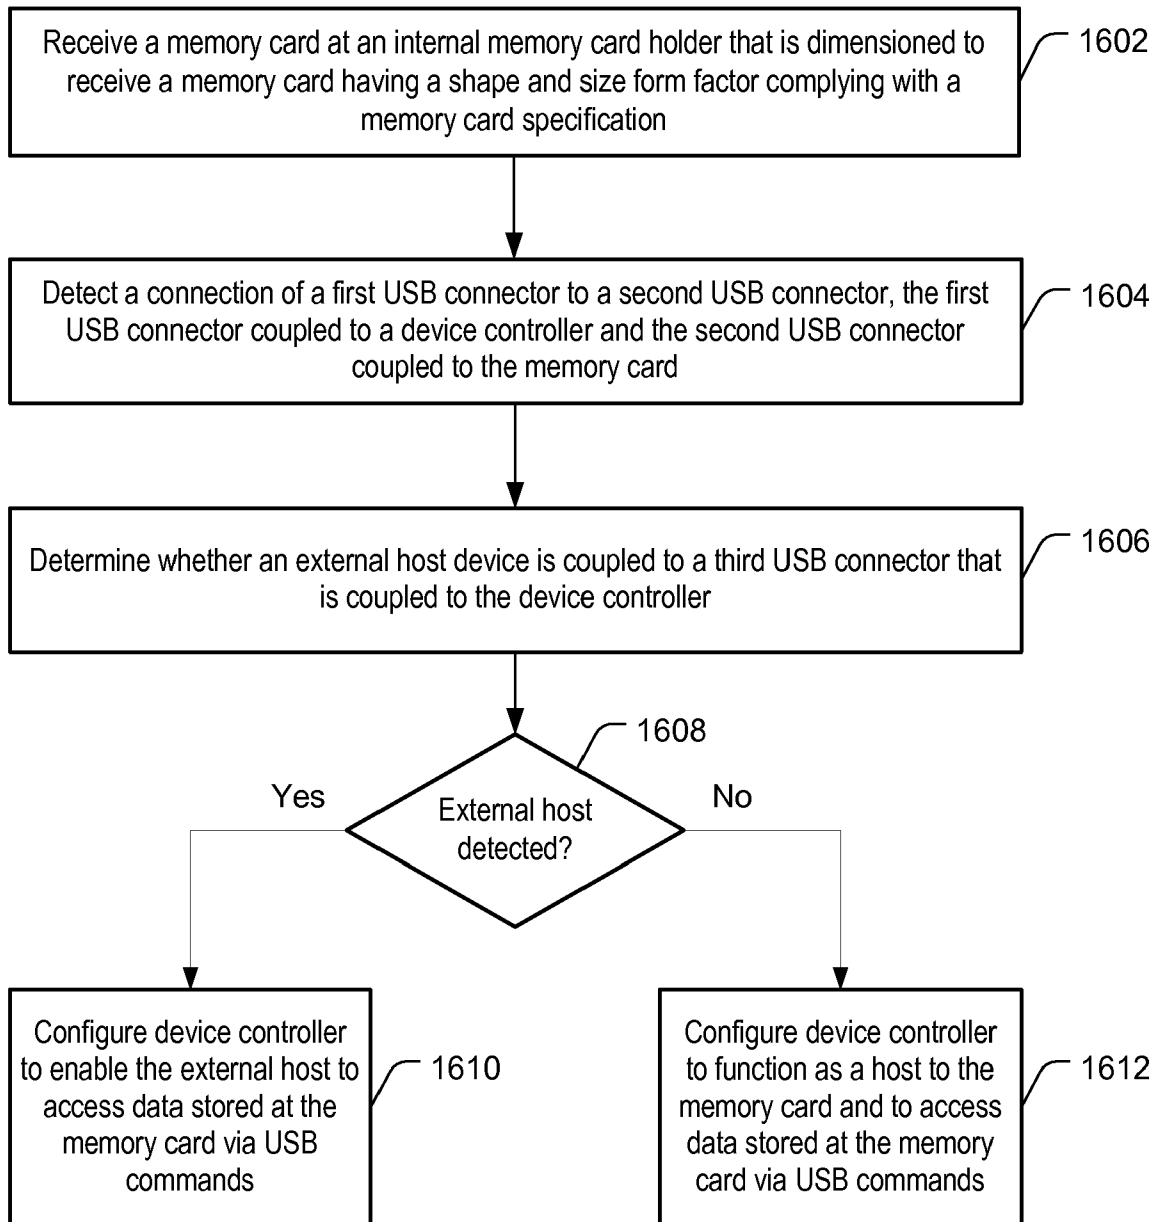 Receive a memory card at an internal memory card holder that is dimensioned to
receive a memory card having a shape and size form factor complying with a
memory card specification
1602
Detect a connection of a first USB connector to a second USB connector, the first
USB connector coupled to a device controller and the second USB connector
coupled to the memory card
1604
Determine whether an external host device is coupled to a third USB connector that
is coupled to the device controller
1606
1608
External host
detected?
Yes
No
Configure device controller
to enable the external host to
access data stored at the
memory card via USB
commands
1610
Configure device controller
to function as a host to the
memory card and to access
data stored at the memory
card via USB commands
1612